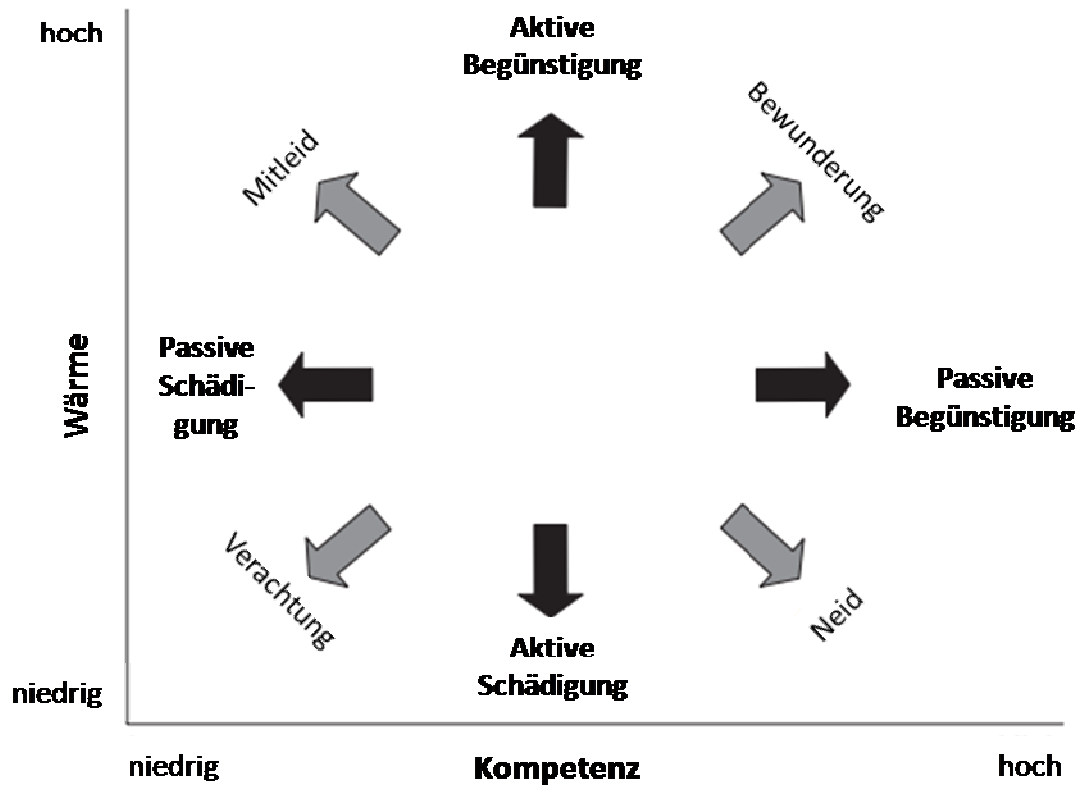 hoch
Aktive
Begünstigung
Mitleid
Bewunderung
Wärme
Passive
Schädi-
gung
Passive
Begünstigung
Verachtung
Neid
Aktive
Schädigung
niedrig
niedrig
Kompetenz
hoch